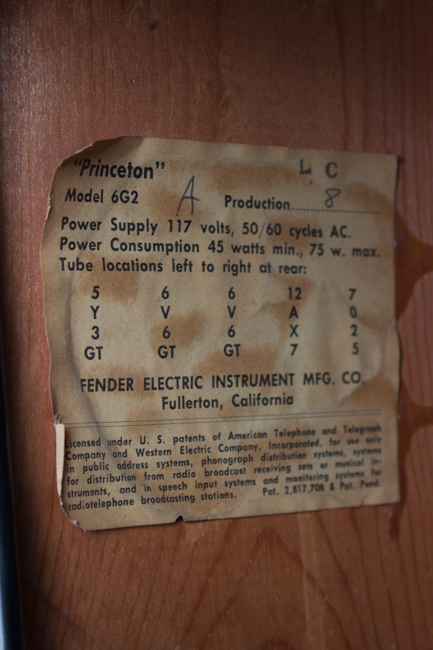 "Princeton" L C
Model 6G2 A Production 8
Power Supply 117 volts, 50/60 cycles AC.
Power Consumption 45 watts min., 75 w. max.
Tube locations left to right at rear:
5 6 6 12 7
Y V V A 0
3 6 6 X 2
GT GT GT 7 5
FENDER ELECTRIC INSTRUMENT MFG. CO.
Fullerton, California
Licensed under U. S. patents of American Telephone and Telegraph
Company and Western Electric Company, Incorporated, for use only
in public address systems, phonograph distribution systems, systems
for distribution from radio broadcast receiving sets or musical in-
struments, and in speech input systems and monitoring systems for
radiotelephone broadcasting stations. Pat. 2,817,708 & Pat. Pend.